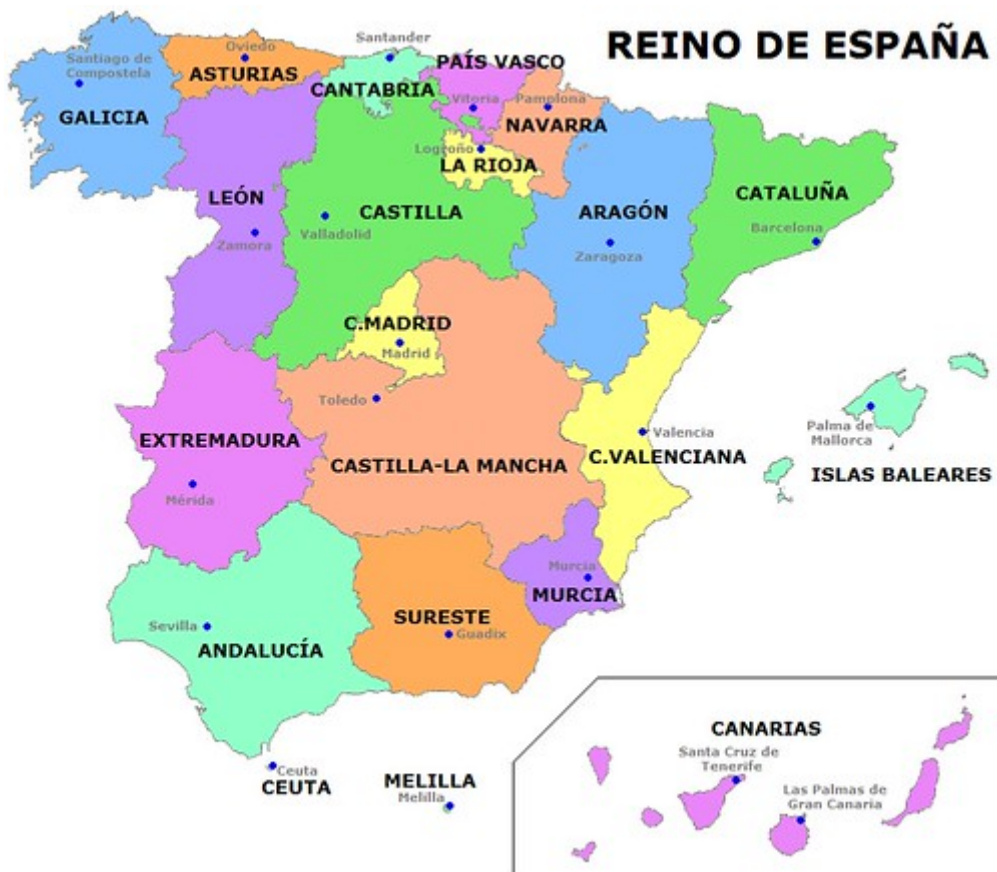 REINO DE ESPAÑA
Santander
Oviedo
Santiago de
Compostela
ASTURIAS
CANTABRIA
PAÍS VASCO
Vitoria
Pamplona
GALICIA
NAVARRA
Logroño
LA RIOJA
LEÓN
CASTILLA
ARAGÓN
CATALUÑA
Zamora
Valladolid
Zaragoza
Barcelona
C.MADRID
Madrid
Toledo
EXTREMADURA
CASTILLA-LA MANCHA
Valencia
C.VALENCIANA
Palma de
Mallorca
ISLAS BALEARES
Mérida
Murcia
MURCIA
SURESTE
Guadix
Sevilla
ANDALUCÍA
Ceuta
CEUTA
MELILLA
Melilla
CANARIAS
Santa Cruz de
Tenerife
Las Palmas de
Gran Canaria